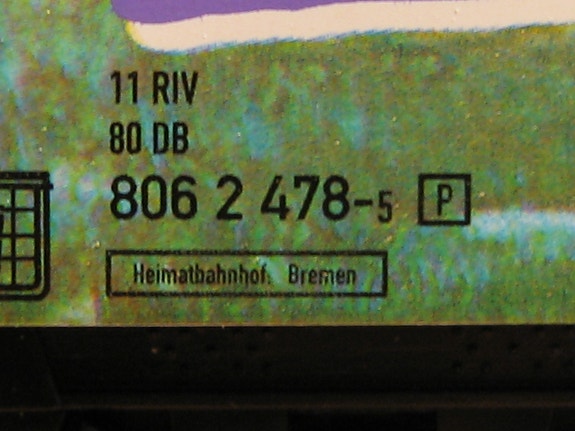 11 RIV
80 DB
806 2 478-5 P
Heimatbahnhof: Bremen